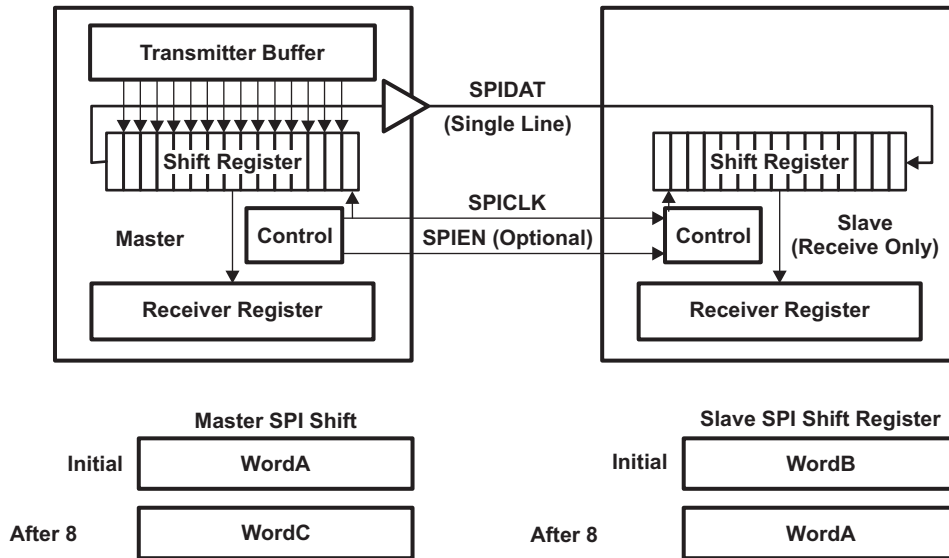 Transmitter Buffer
SPIDAT
(Single Line)
Shift Register
Shift Register
SPICLK
Master
Control
SPIEN (Optional)
Control
Slave
(Receive Only)
Receiver Register
Receiver Register
Master SPI Shift
Slave SPI Shift Register
Initial
WordA
Initial
WordB
After 8
WordC
After 8
WordA